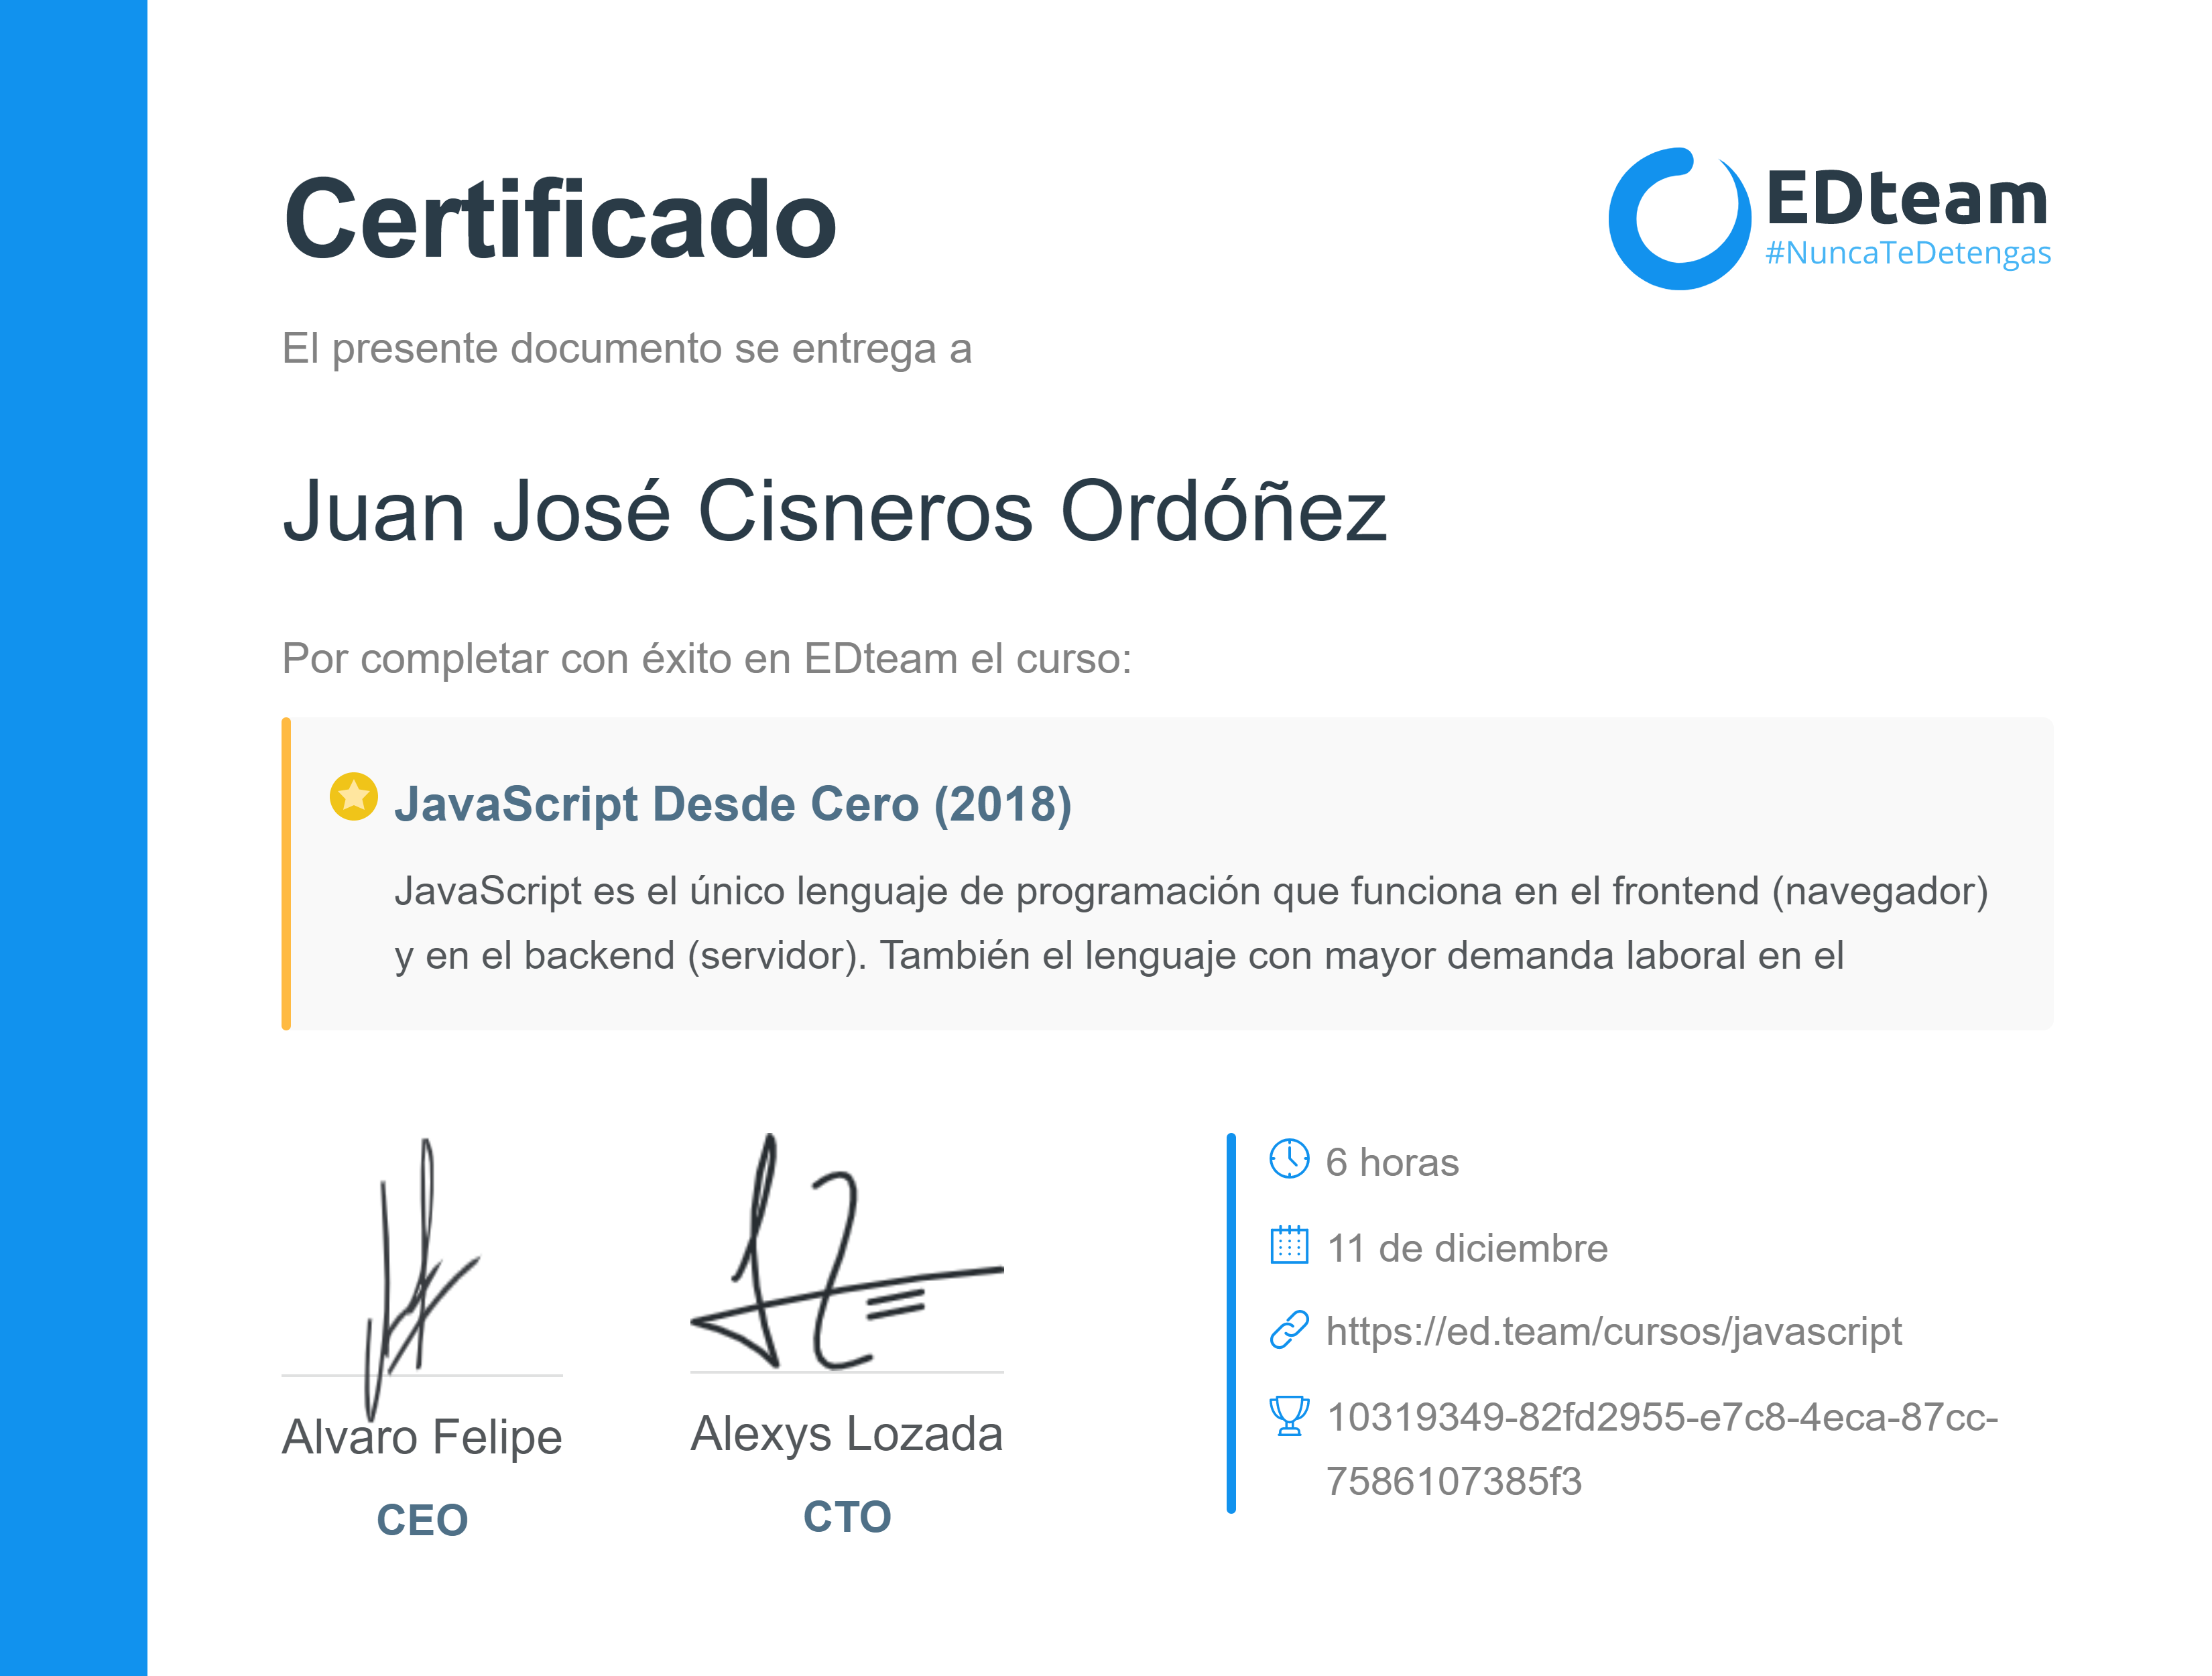 Certificado
EDteam
#NuncaTeDetengas
El presente documento se entrega a
Juan José Cisneros Ordóñez
Por completar con éxito en EDteam el curso:
JavaScript Desde Cero (2018)
JavaScript es el único lenguaje de programación que funciona en el frontend (navegador)
y en el backend (servidor). También el lenguaje con mayor demanda laboral en el
Alvaro Felipe
CEO
Alexys Lozada
CTO
6 horas
11 de diciembre
https://ed.team/cursos/javascript
10319349-82fd2955-e7c8-4eca-87cc-
7586107385f3